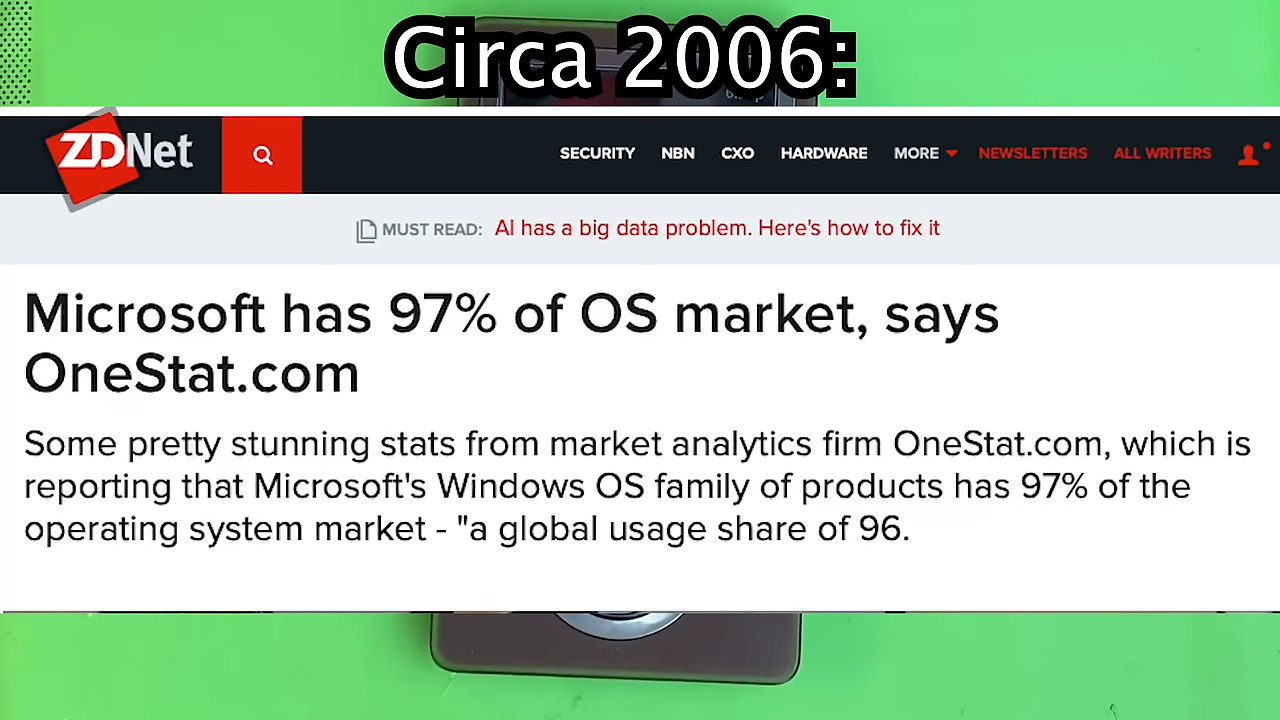 Circa 2006:
ZDNet
SECURITY NBN CXO HARDWARE MORE NEWSLETTERS ALL WRITERS
MUST READ: AI has a big data problem. Here's how to fix it
Microsoft has 97% of OS market, says
OneStat.com
Some pretty stunning stats from market analytics firm OneStat.com, which is
reporting that Microsoft's Windows OS family of products has 97% of the
operating system market - "a global usage share of 96.